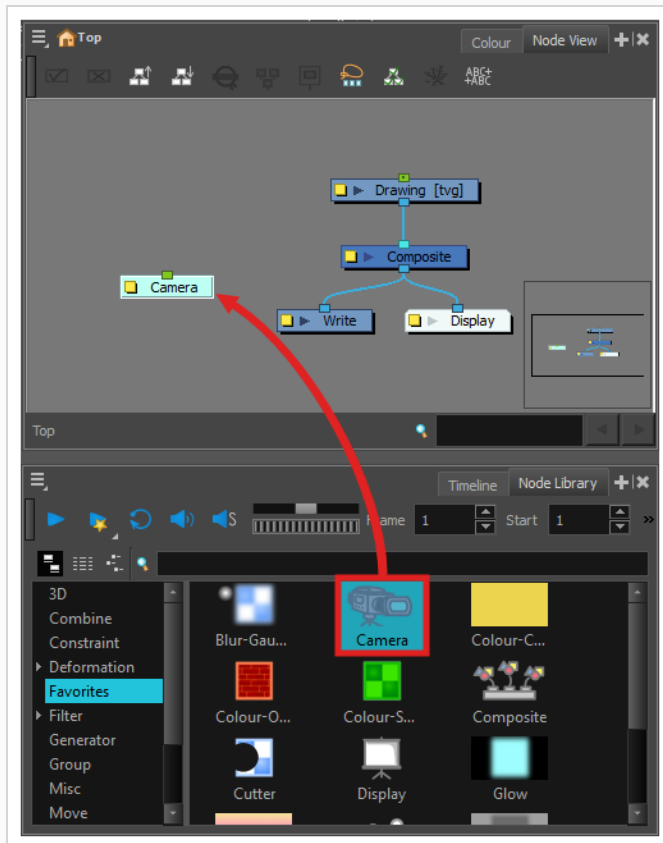 Top
Colour
Node View
ABC+
+ABC
Drawing [tvg]
Composite
Camera
Write
Display
Top
Timeline
Node Library
S
Frame 1
Start 1
3D
Combine
Constraint
Deformation
Favorites
Filter
Generator
Group
Misc
Move
Blur-Gau...
Camera
Colour-C...
Colour-O...
Colour-S...
Composite
Cutter
Display
Glow